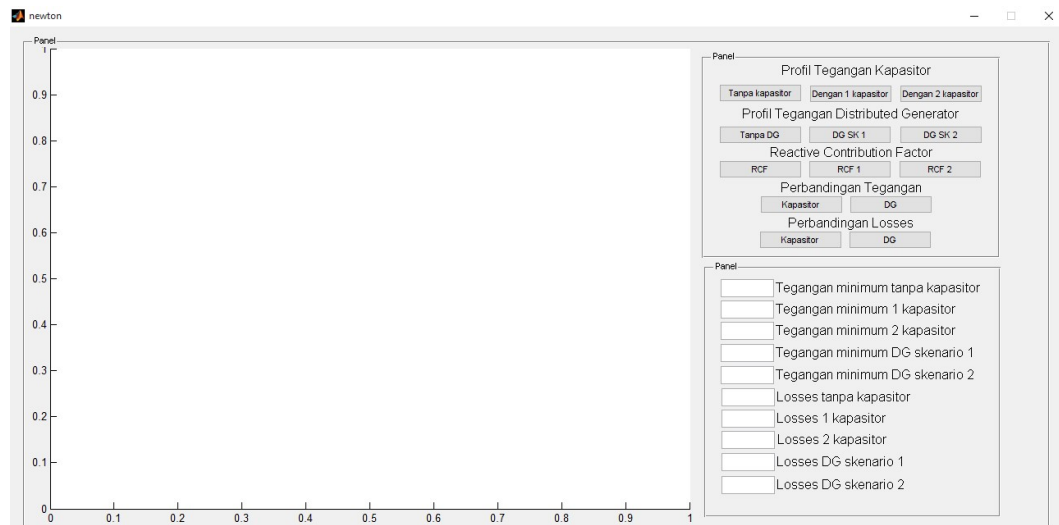 newton
Panel
1
0.9
0.8
0.7
0.6
0.5
0.4
0.3
0.2
0.1
0
0 0.1 0.2 0.3 0.4 0.5 0.6 0.7 0.8 0.9 1
Panel
Profil Tegangan Kapasitor
Tanpa kapasitor Dengan 1 kapasitor Dengan 2 kapasitor
Profil Tegangan Distributed Generator
Tanpa DG DG SK 1 DG SK 2
Reactive Contribution Factor
RCF RCF 1 RCF 2
Perbandingan Tegangan
Kapasitor DG
Perbandingan Losses
Kapasitor DG
Panel
Tegangan minimum tanpa kapasitor
Tegangan minimum 1 kapasitor
Tegangan minimum 2 kapasitor
Tegangan minimum DG skenario 1
Tegangan minimum DG skenario 2
Losses tanpa kapasitor
Losses 1 kapasitor
Losses 2 kapasitor
Losses DG skenario 1
Losses DG skenario 2